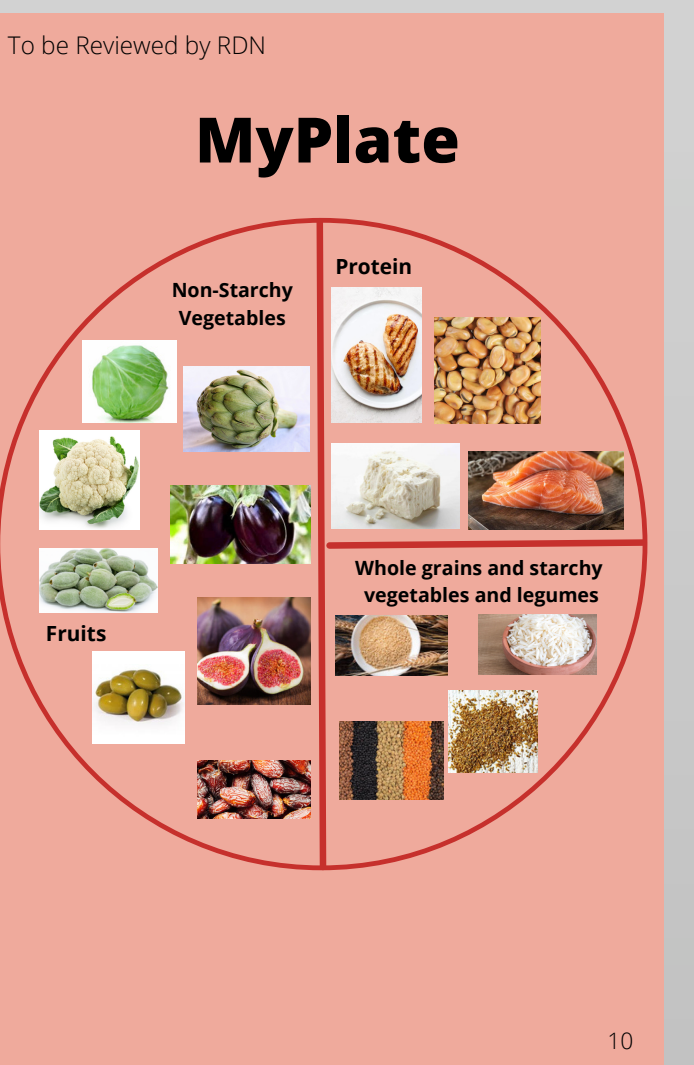 To be Reviewed by RDN
MyPlate
Protein
Non-Starchy
Vegetables
Whole grains and starchy
vegetables and legumes
Fruits
10